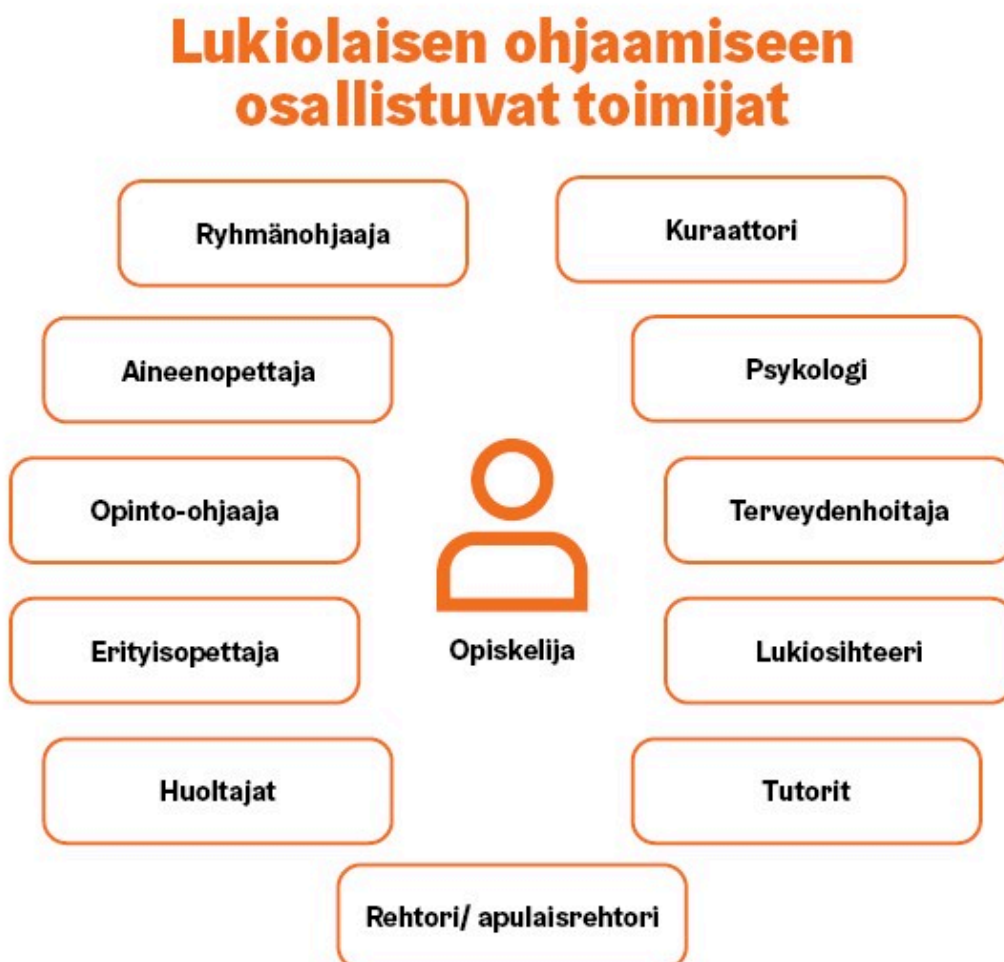 Lukiolaisen ohjaamiseen
osallistuvat toimijat
Ryhmänohjaaja
Kuraattori
Aineenopettaja
Psykologi
Opinto-ohjaaja
Terveydenhoitaja
Erityisopettaja
Opiskelija
Lukiosihteeri
Huoltajat
Tutorit
Rehtori/ apulaisrehtori